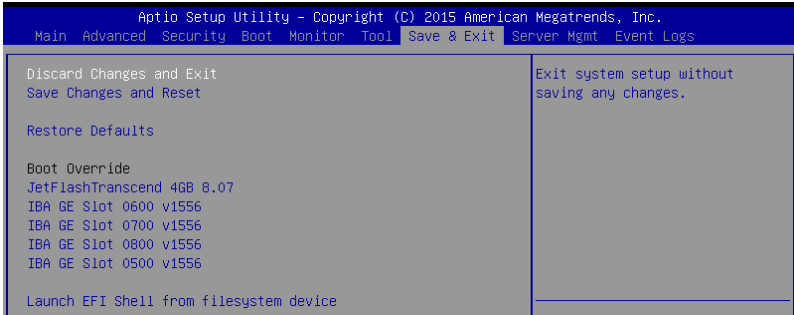 Aptio Setup Utility – Copyright (C) 2015 American Megatrends, Inc.
Main Advanced Security Boot Monitor Tool Save & Exit Server Mgmt Event Logs
Discard Changes and Exit
Save Changes and Reset
Restore Defaults
Boot Override
JetFlashTranscend 4GB 8.07
IBA GE Slot 0600 v1556
IBA GE Slot 0700 v1556
IBA GE Slot 0800 v1556
IBA GE Slot 0500 v1556
Launch EFI Shell from filesystem device
Exit system setup without
saving any changes.